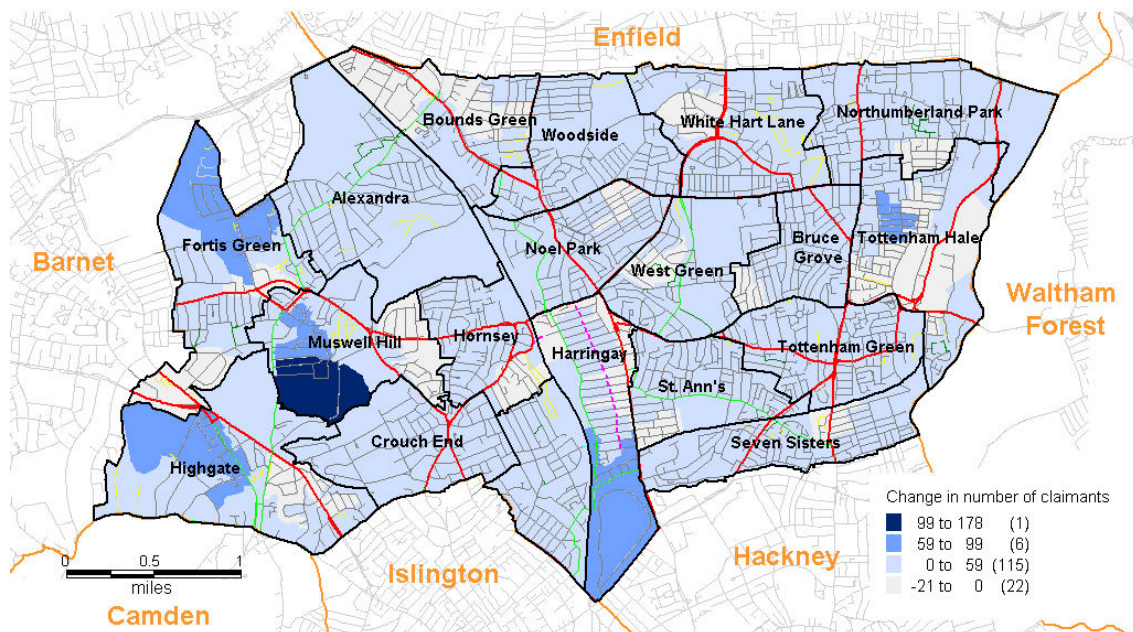 Enfield
Northumberland Park
Bounds Green
White Hart Lane
Woodside
Alexandra
Tottenham Hale
Bruce
Grove
Fortis Green
Noel Park
Barnet
West Green
Waltham
Forest
Hornsey
Muswell Hill
Harringay
Tottenham Green
St. Ann's
Crouch End
Seven Sisters
Highgate
Change in number of claimants
99 to 178 (1)
59 to 99 (6)
0 to 59 (115)
-21 to 0 (22)
0 0.5 1
miles
Islington
Hackney
Camden